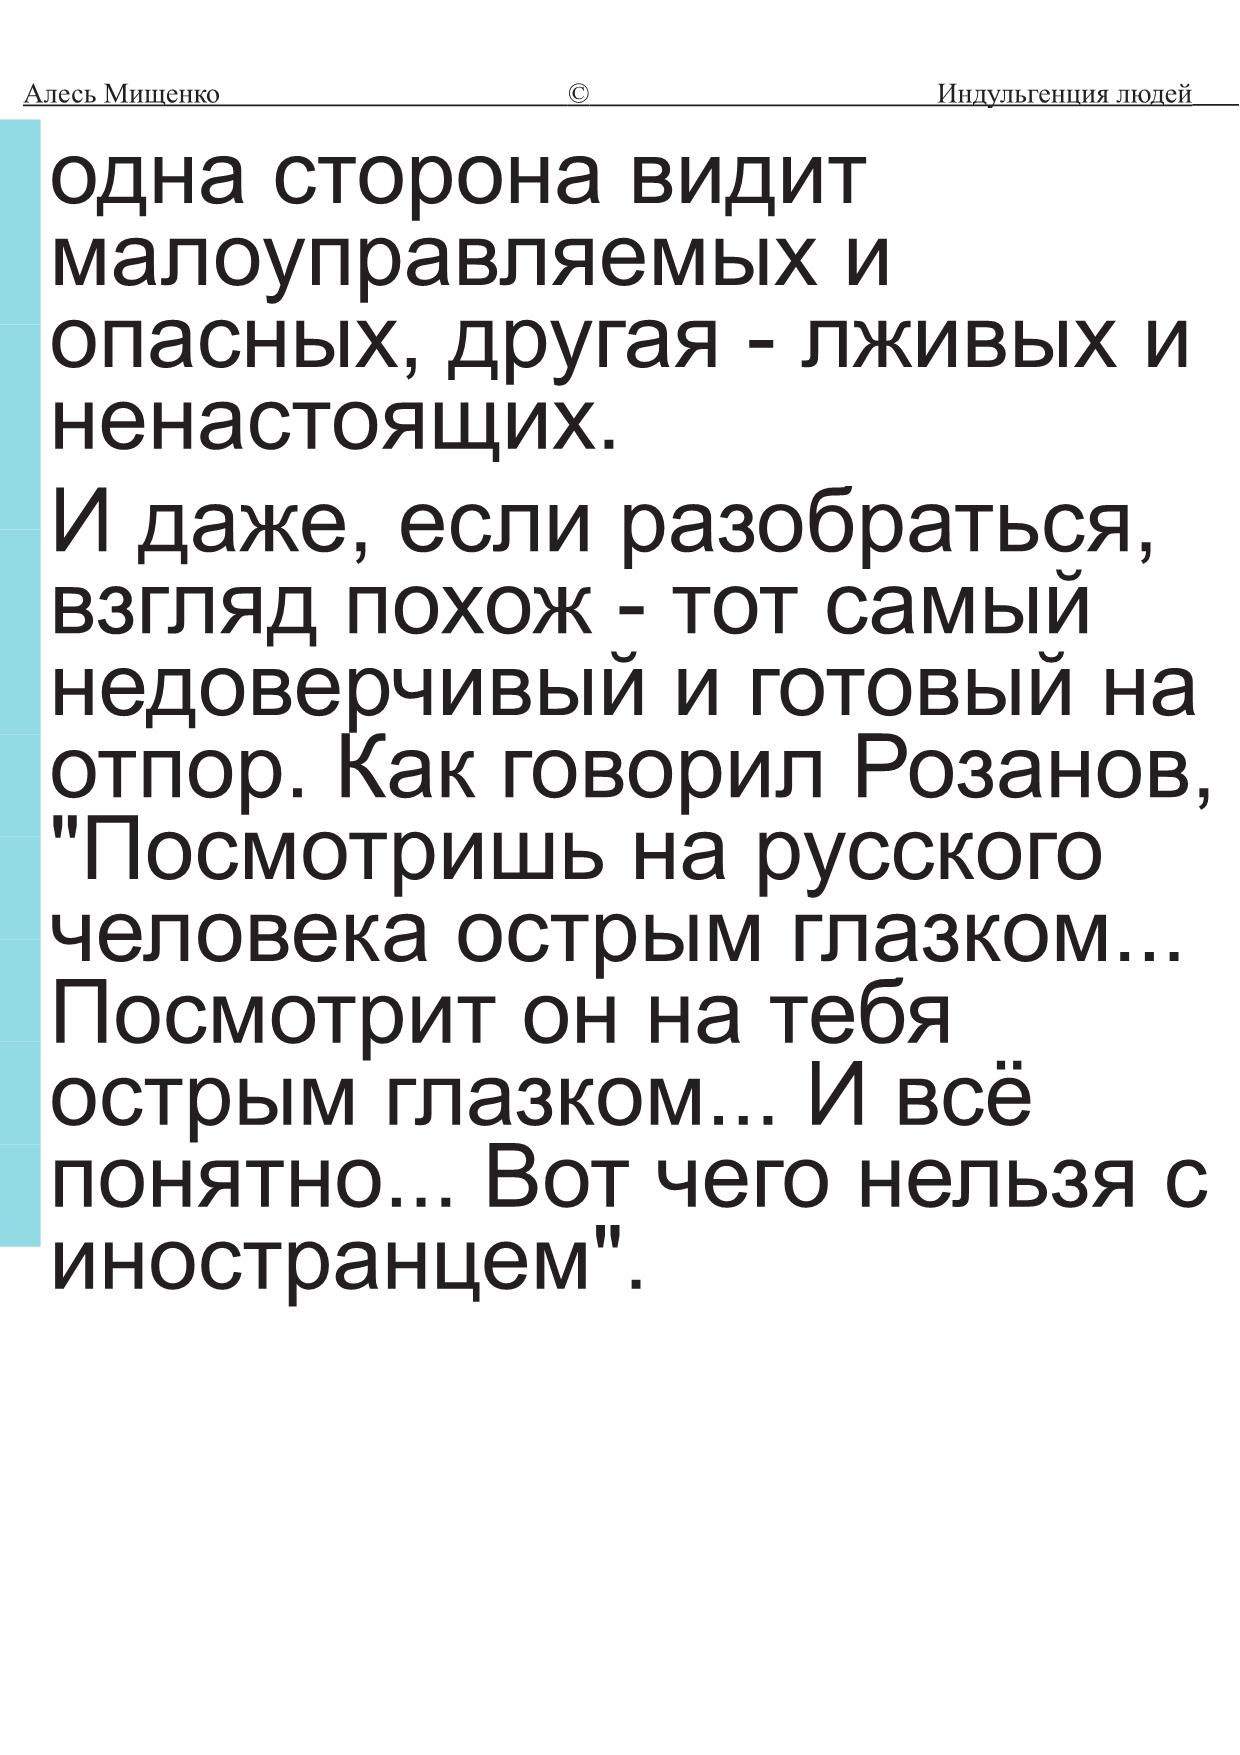 Алесь Мищенко © Индульгенция людей
одна сторона видит
малоуправляемых и
опасных, другая - лживых и
ненастоящих.
И даже, если разобраться,
взгляд похож - тот самый
недоверчивый и готовый на
отпор. Как говорил Розанов,
"Посмотришь на русского
человека острым глазком...
Посмотрит он на тебя
острым глазком... И всё
понятно... Вот чего нельзя с
иностранцем".